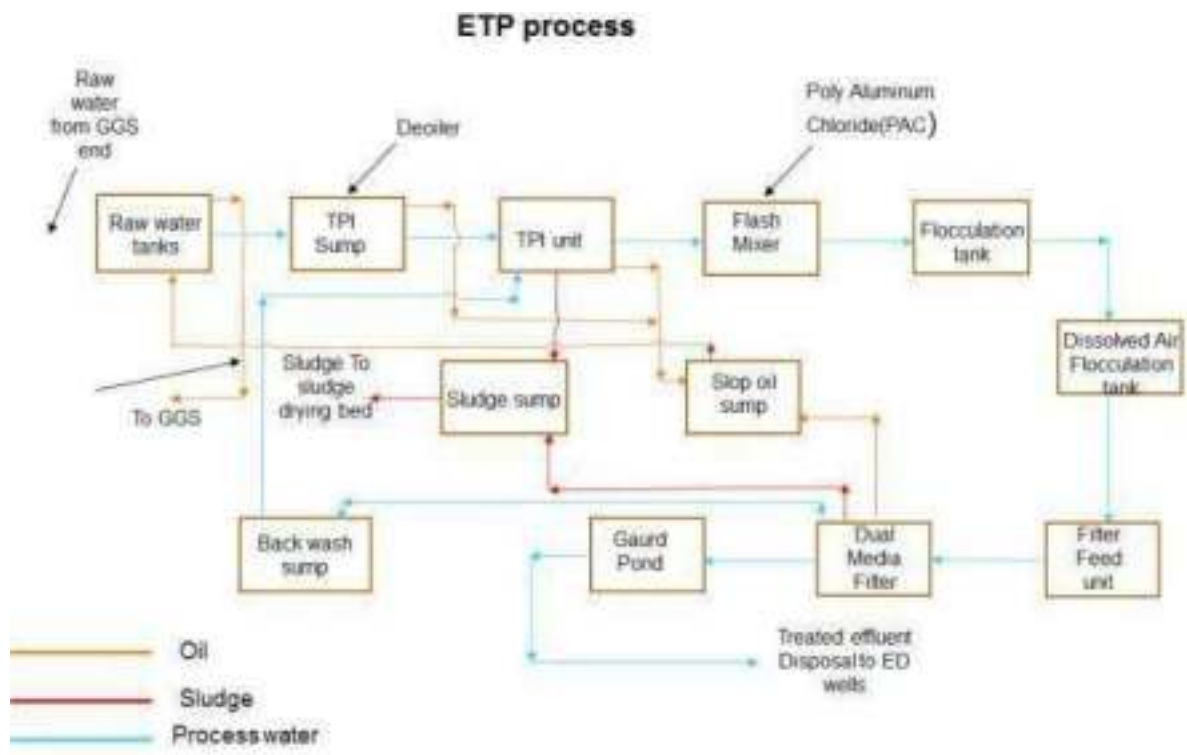 ETP process
Raw
water
from GGS
end
Deoiler
Poly Aluminum
Chloride(PAC)
Raw water
tanks
TPI
Sump
TPI unit
Flash
Mixer
Flocculation
tank
Dissolved Air
Flocculation
tank
Sludge To
sludge
drying bed
Sludge sump
Slop oil
sump
To GGS
Back wash
sump
Gaurd
Pond
Dual
Media
Filter
Filter
Feed
unit
Treated effluent
Disposal to ED
wells
Oil
Sludge
Process water